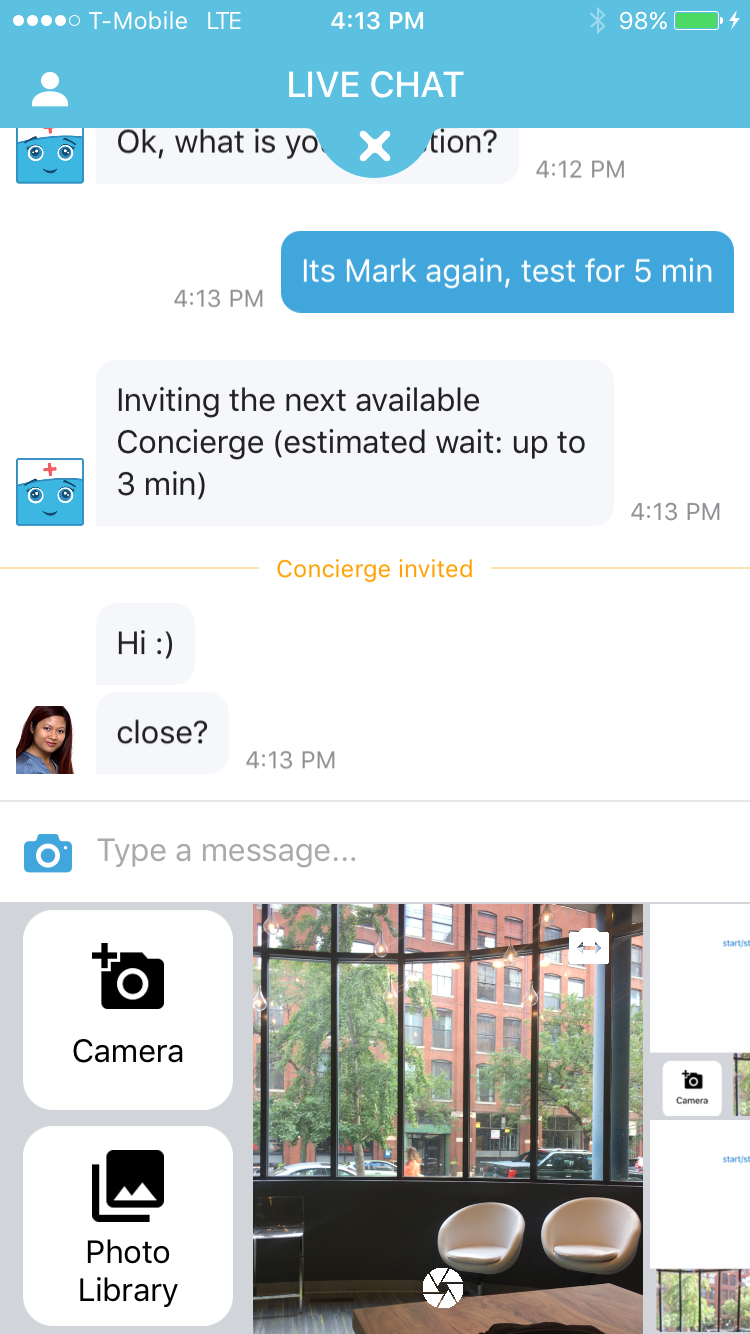 T-Mobile LTE 4:13 PM 98%
LIVE CHAT
Ok, what is tion?
4:12 PM
Its Mark again, test for 5 min
4:13 PM
Inviting the next available
Concierge (estimated wait: up to
3 min)
4:13 PM
Concierge invited
Hi :)
close?
4:13 PM
Type a message...
Camera
Photo
Library
start/st
Camera
start/st